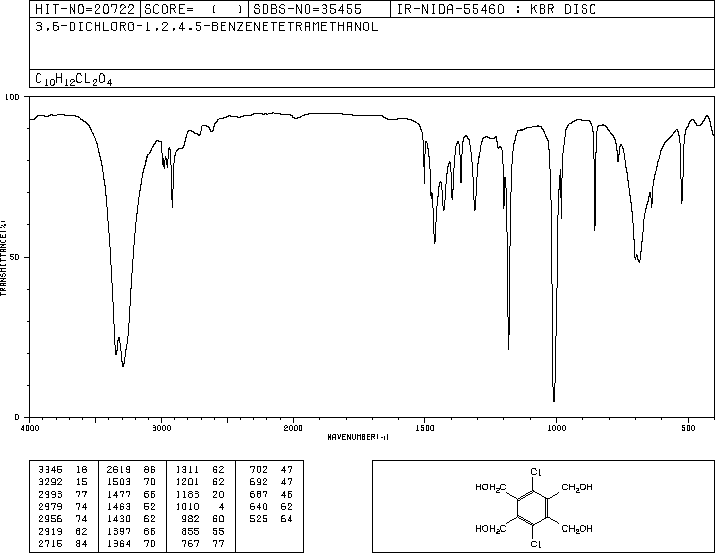 HIT-NO=20722 SCORE= ( ) SDBS-NO=35455 IR-NIDA-55460 : KBR DISC
3,6-DICHLORO-1,2,4,5-BENZENETETRAMETHANOL
C10H12CL2O4
100
50
0
TRANSMITTANCE(%)
4000 3000 2000 1500 1000 500
WAVENUMBER(-1)
3345 18 2619 86 1311 62 702 47
3292 15 1503 70 1201 62 692 47
2993 77 1477 66 1183 20 687 46
2979 74 1463 52 1010 4 640 62
2956 74 1430 62 982 60 525 64
2919 62 1397 66 855 55
2715 84 1364 70 767 77
Cl
HOH2C CH2OH
HOH2C CH2OH
Cl